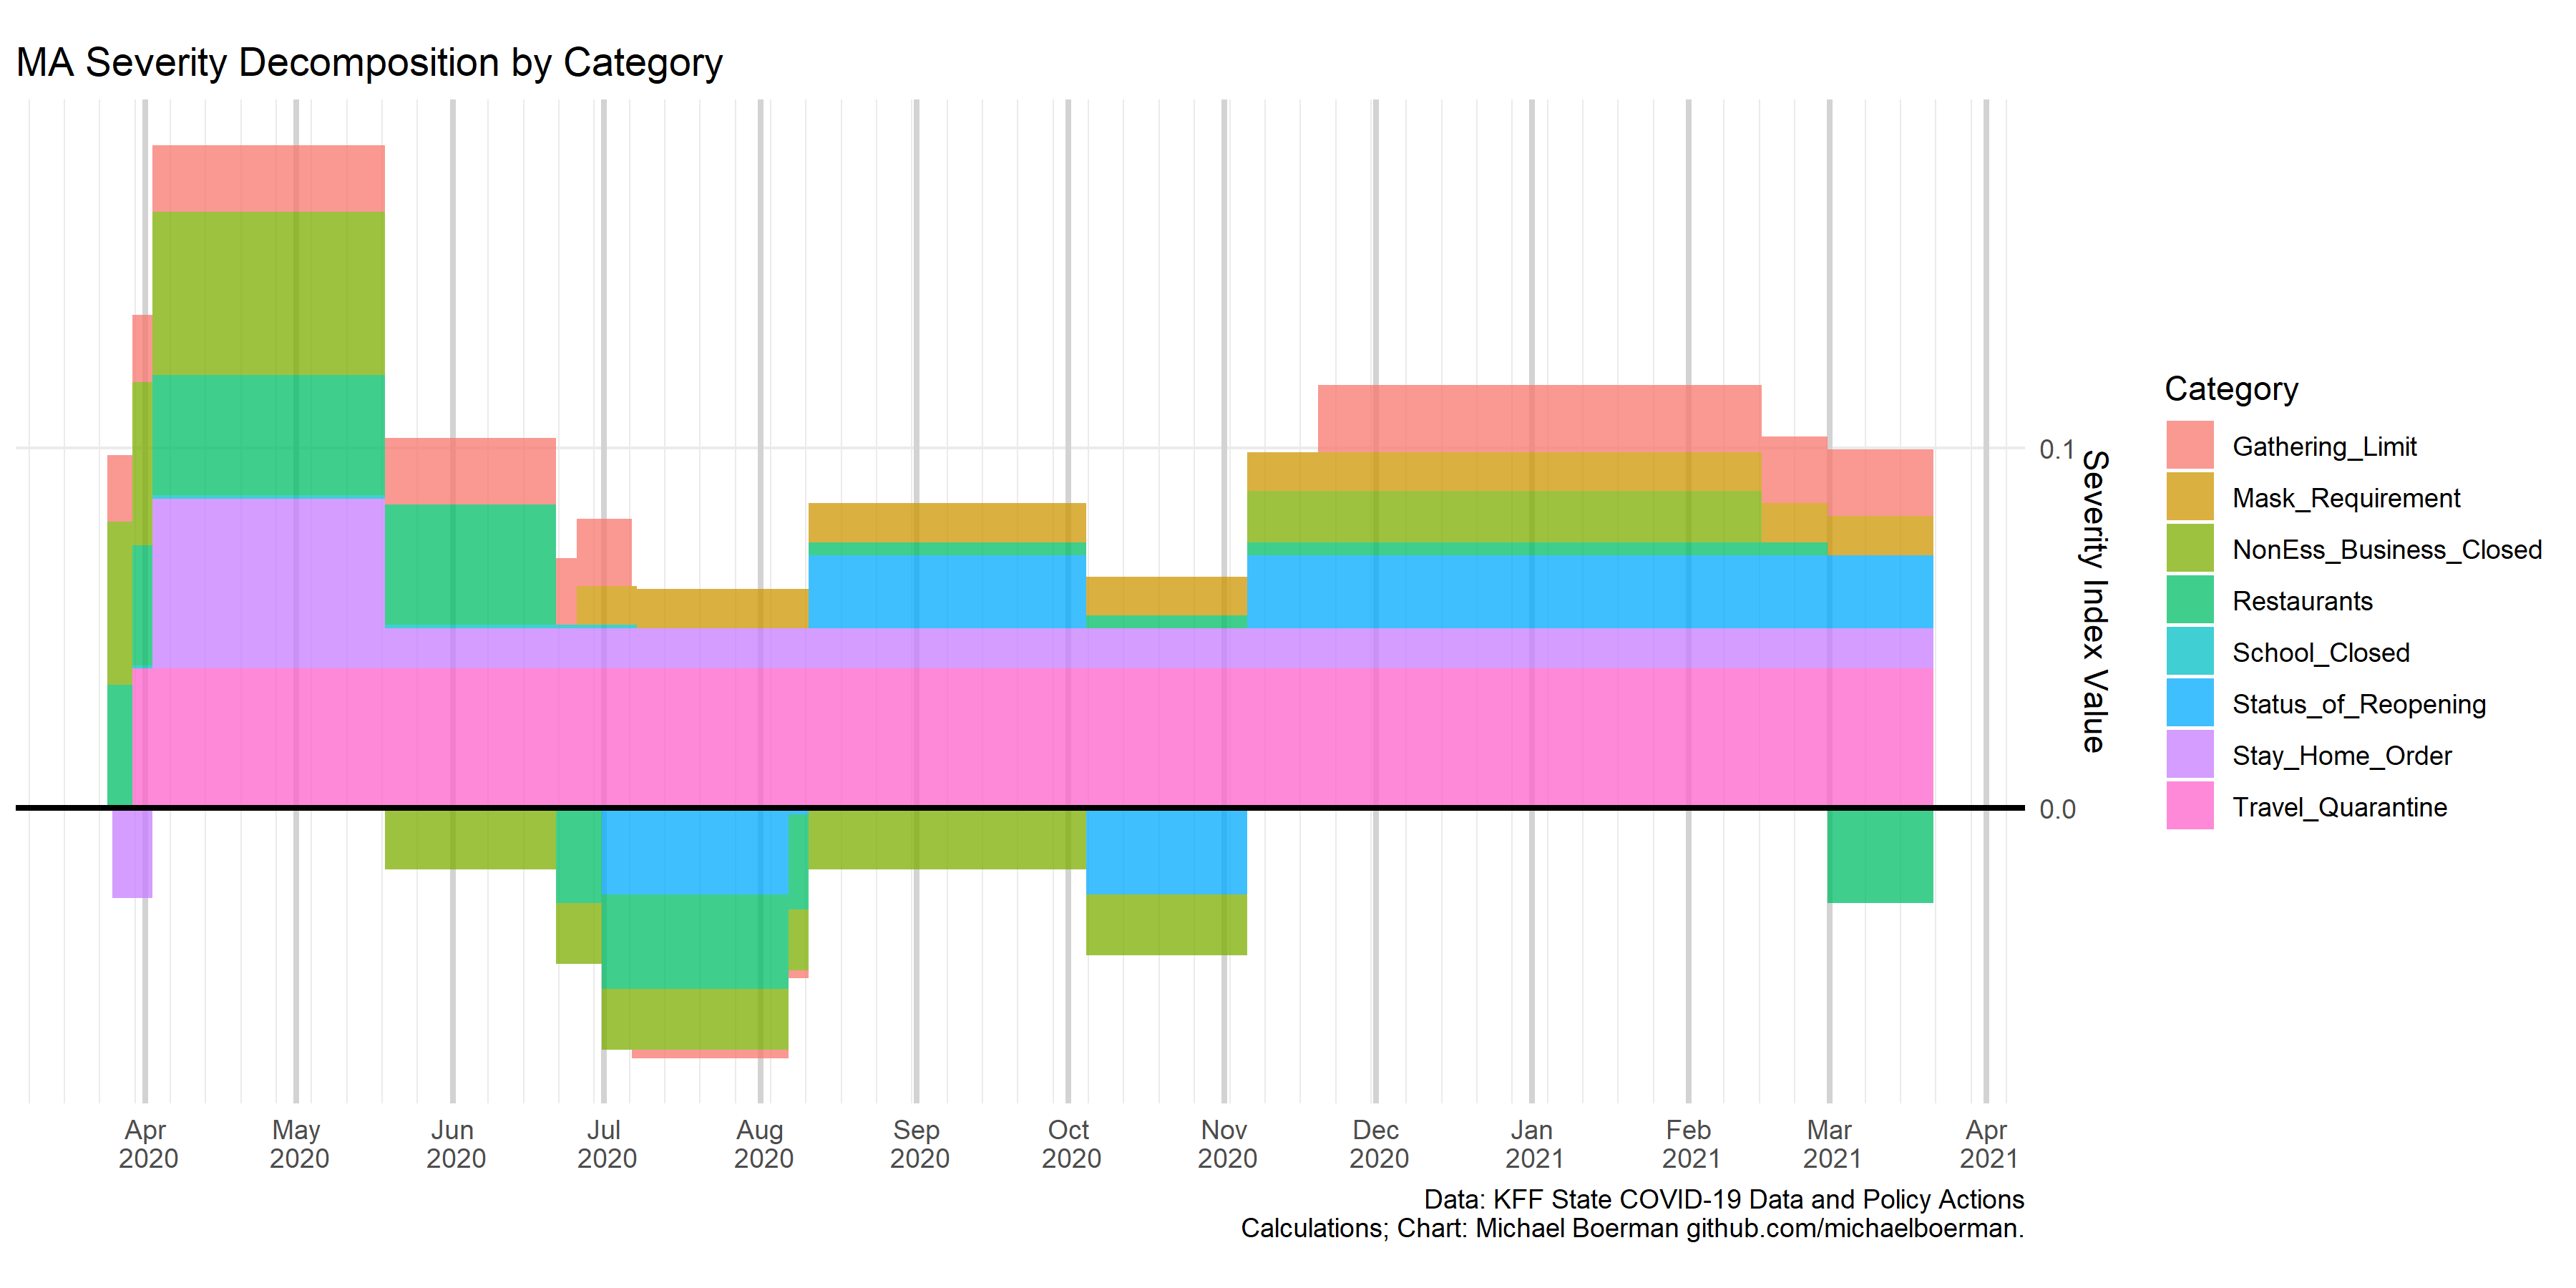 MA Severity Decomposition by Category
0.1
0.0
Severity Index Value
Category
Gathering_Limit
Mask_Requirement
NonEss_Business_Closed
Restaurants
School_Closed
Status_of_Reopening
Stay_Home_Order
Travel_Quarantine
Apr 2020
May 2020
Jun 2020
Jul 2020
Aug 2020
Sep 2020
Oct 2020
Nov 2020
Dec 2020
Jan 2021
Feb 2021
Mar 2021
Apr 2021
Data: KFF State COVID-19 Data and Policy Actions
Calculations; Chart: Michael Boerman github.com/michaelboerman.